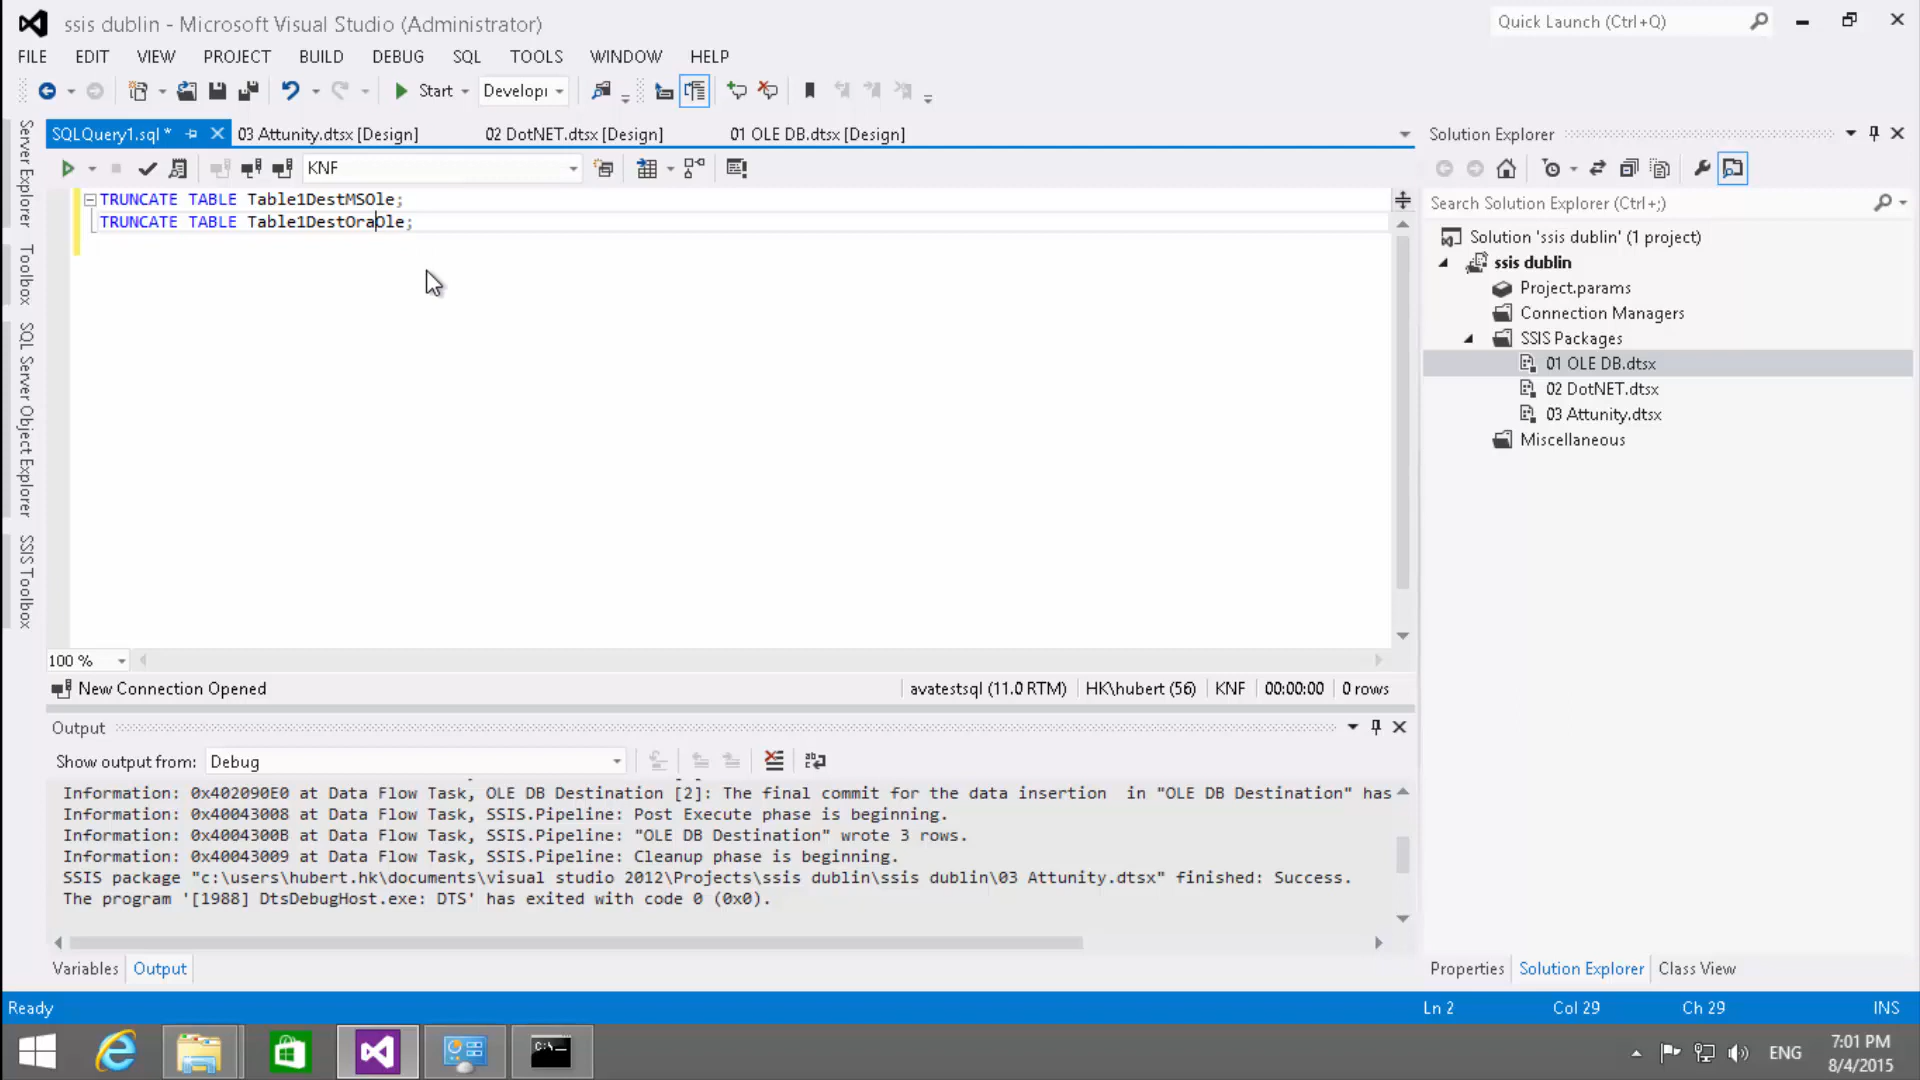 ssis dublin - Microsoft Visual Studio (Administrator)
Quick Launch (Ctrl+Q)
FILE EDIT VIEW PROJECT BUILD DEBUG SQL TOOLS WINDOW HELP
Start Developi
SQLQuery1.sql * 03 Attunity.dtsx [Design] 02 DotNET.dtsx [Design] 01 OLE DB.dtsx [Design]
KNF
TRUNCATE TABLE Table1DestMSOle;
TRUNCATE TABLE Table1DestOraOle;
100 %
New Connection Opened
avatestsql (11.0 RTM) HK\hubert (56) KNF 00:00:00 0 rows
Server Explorer
Toolbox
SQL Server Object Explorer
SSIS Toolbox
Solution Explorer
Search Solution Explorer (Ctrl+;)
Solution 'ssis dublin' (1 project)
ssis dublin
Project.params
Connection Managers
SSIS Packages
01 OLE DB.dtsx
02 DotNET.dtsx
03 Attunity.dtsx
Miscellaneous
Output
Show output from: Debug
Information: 0x402090E0 at Data Flow Task, OLE DB Destination [2]: The final commit for the data insertion  in "OLE DB Destination" has
Information: 0x40043008 at Data Flow Task, SSIS.Pipeline: Post Execute phase is beginning.
Information: 0x4004300B at Data Flow Task, SSIS.Pipeline: "OLE DB Destination" wrote 3 rows.
Information: 0x40043009 at Data Flow Task, SSIS.Pipeline: Cleanup phase is beginning.
SSIS package "c:\users\hubert.hk\documents\visual studio 2012\Projects\ssis dublin\ssis dublin\03 Attunity.dtsx" finished: Success.
The program '[1988] DtsDebugHost.exe: DTS' has exited with code 0 (0x0).
Variables Output
Properties Solution Explorer Class View
Ready
Ln 2 Col 29 Ch 29 INS
C:\_
ENG
7:01 PM
8/4/2015